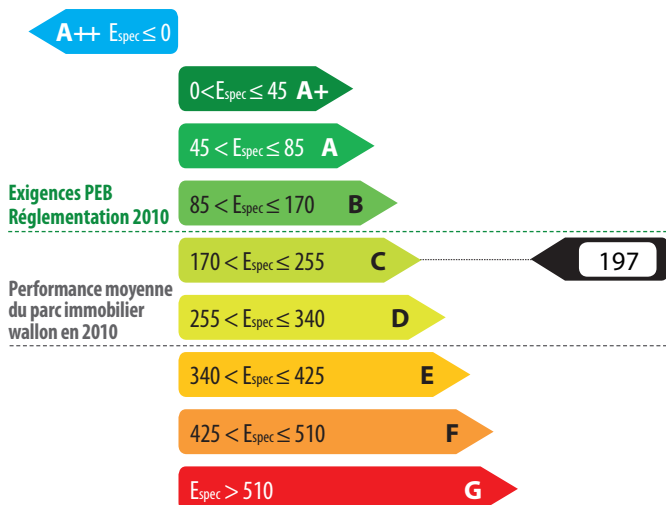 A++ Espec ≤ 0
0<Espec ≤ 45 A+
45 < Espec ≤ 85 A
Exigences PEB
Réglementation 2010
85 < Espec ≤ 170 B
170 < Espec ≤ 255 C
197
Performance moyenne
du parc immobilier
wallon en 2010
255 < Espec ≤ 340 D
340 < Espec ≤ 425 E
425 < Espec ≤ 510 F
Espec > 510 G